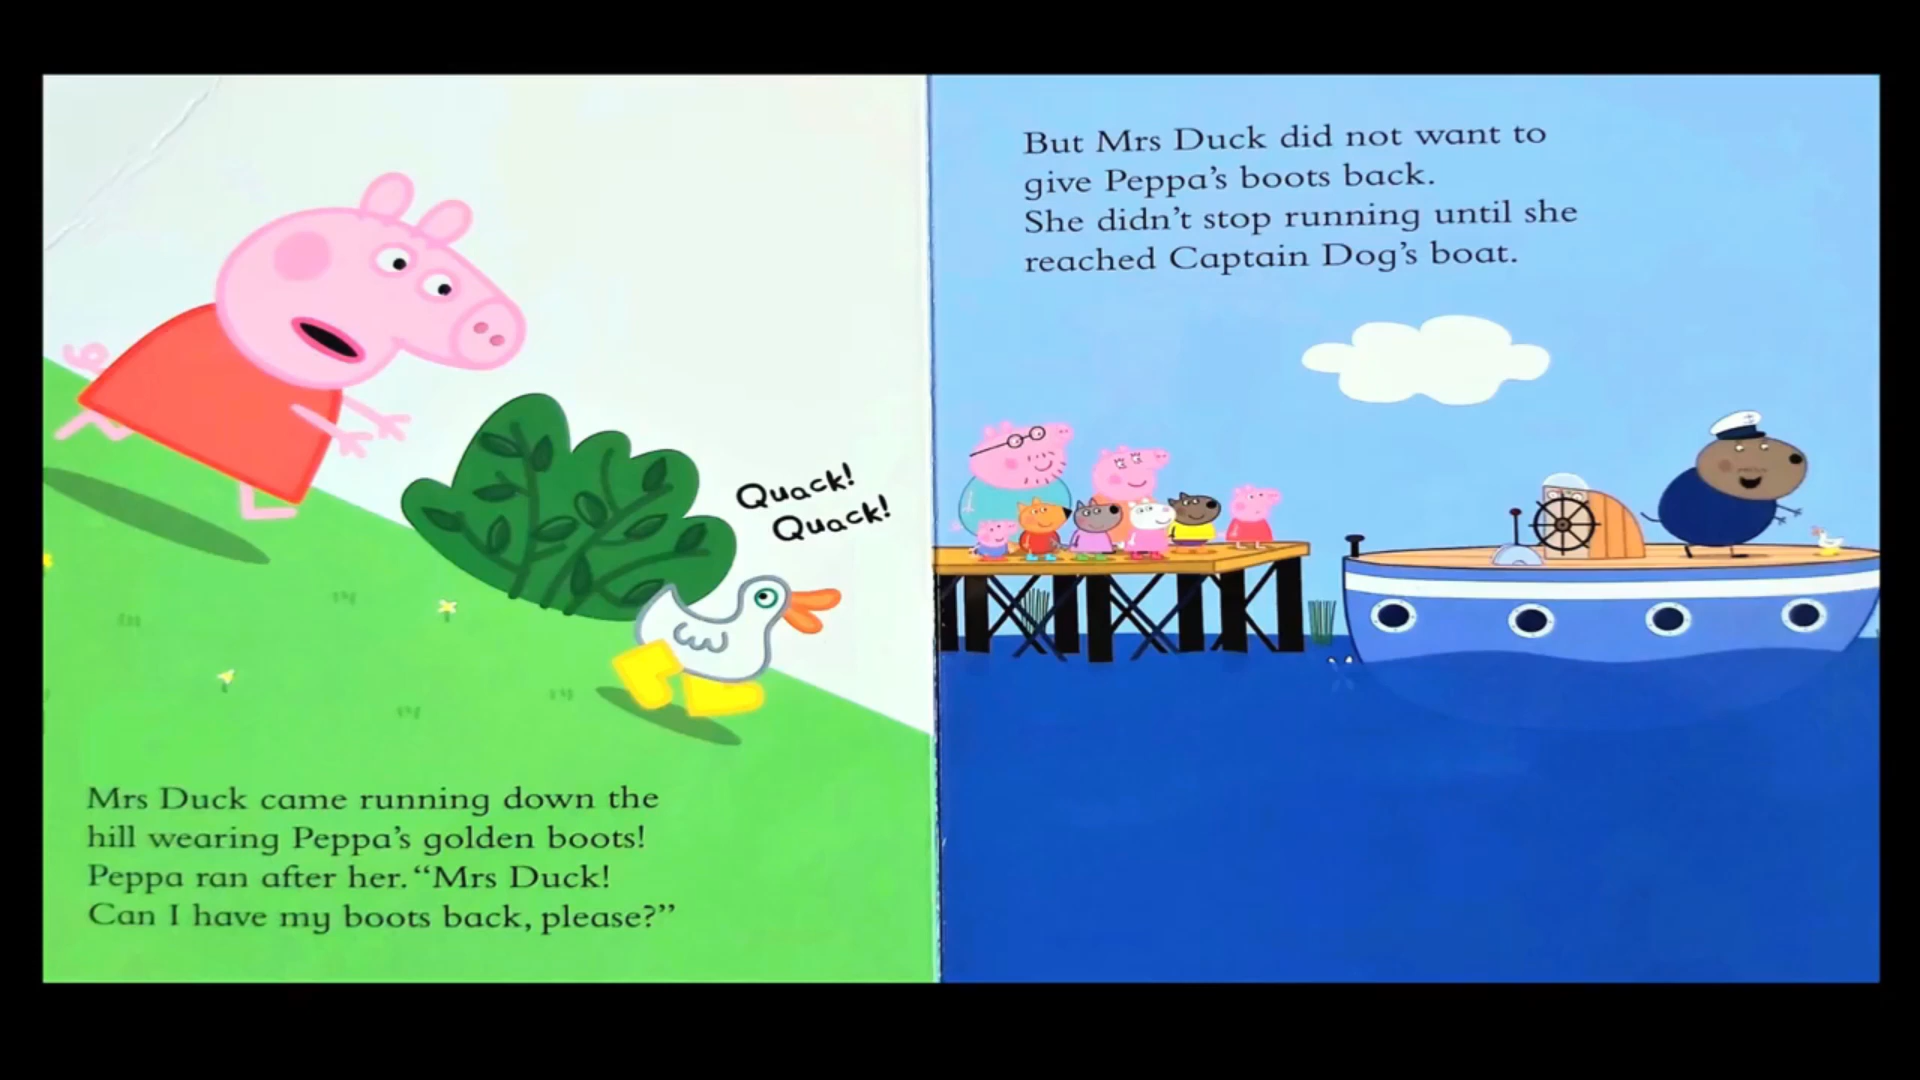 Quack!
Quack!
Mrs Duck came running down the
hill wearing Peppa's golden boots!
Peppa ran after her. “Mrs Duck!
Can I have my boots back, please?”
But Mrs Duck did not want to
give Peppa's boots back.
She didn't stop running until she
reached Captain Dog's boat.